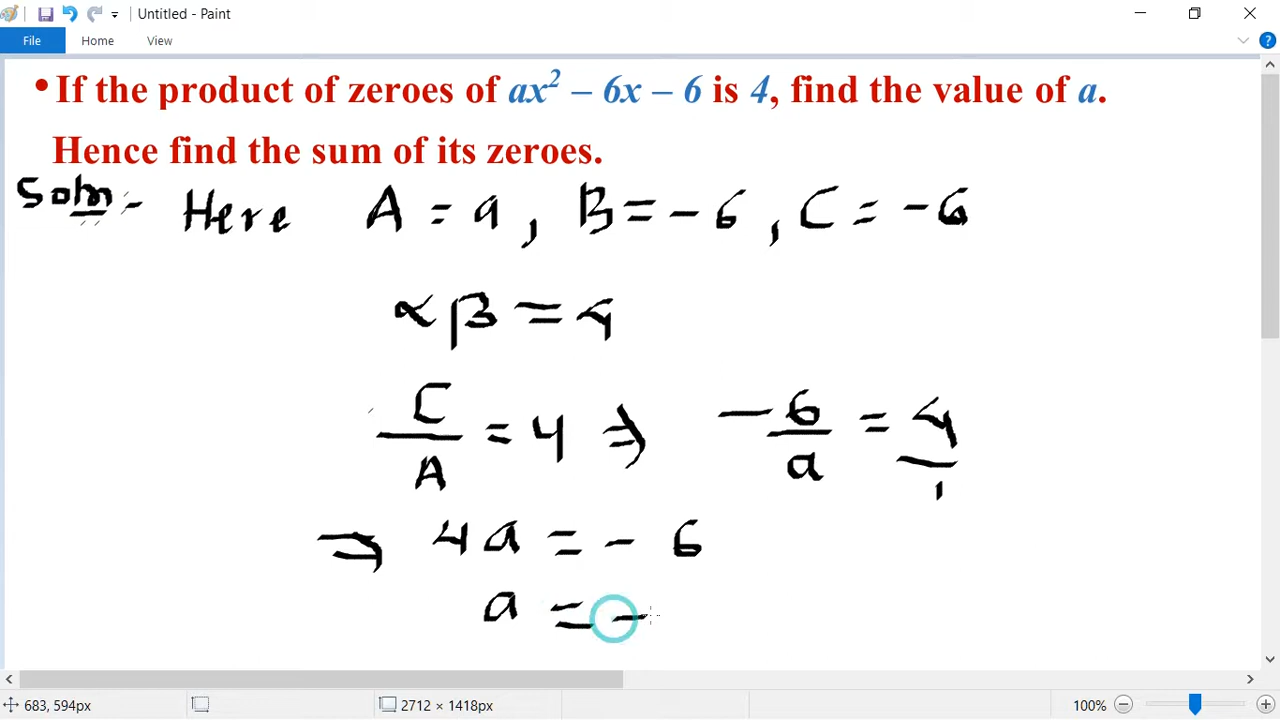 Untitled - Paint
File Home View
• If the product of zeroes of ax² – 6x – 6 is 4, find the value of a.
Hence find the sum of its zeroes.
Soln:- Here A = a, B = - 6, C = - 6
αβ = 4
C/A = 4 ⇒ -6/a = 4/1
⇒ 4a = - 6
a = -
683, 594px 2712 × 1418px 100%